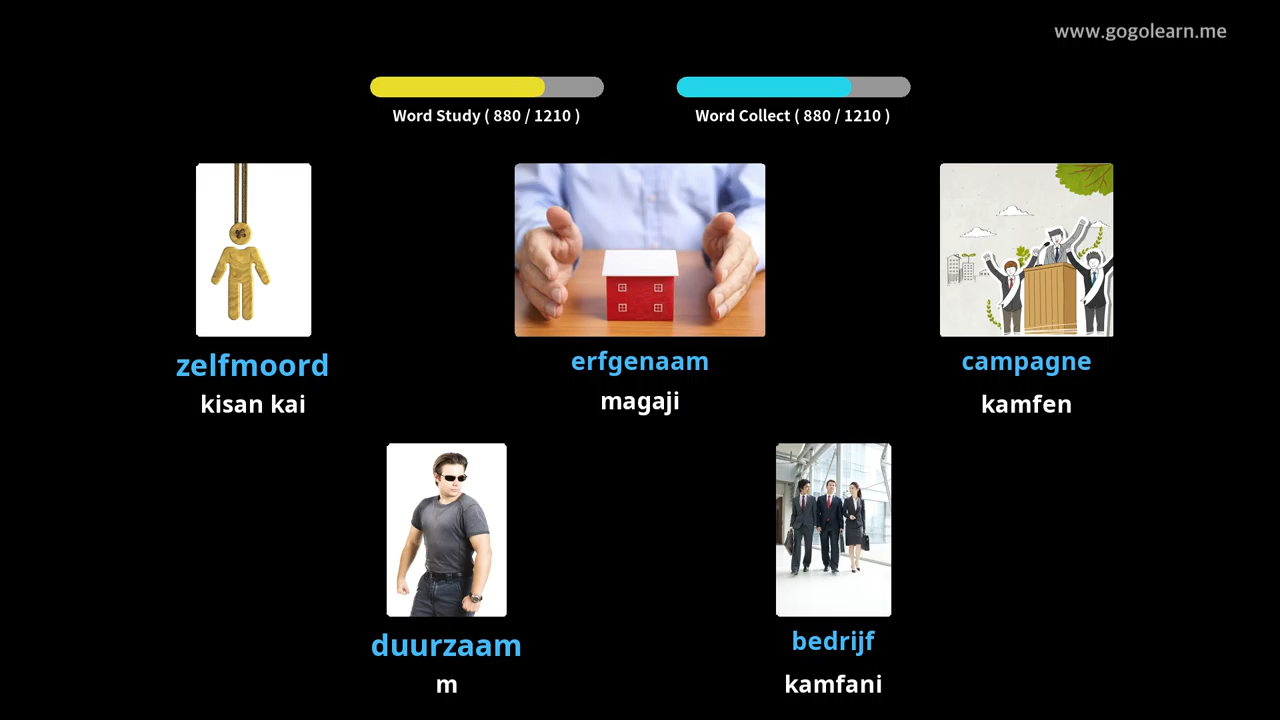 www.gogolearn.me
Word Study ( 880 / 1210 )
Word Collect ( 880 / 1210 )
zelfmoord
kisan kai
erfgenaam
magaji
campagne
kamfen
duurzaam
m
bedrijf
kamfani